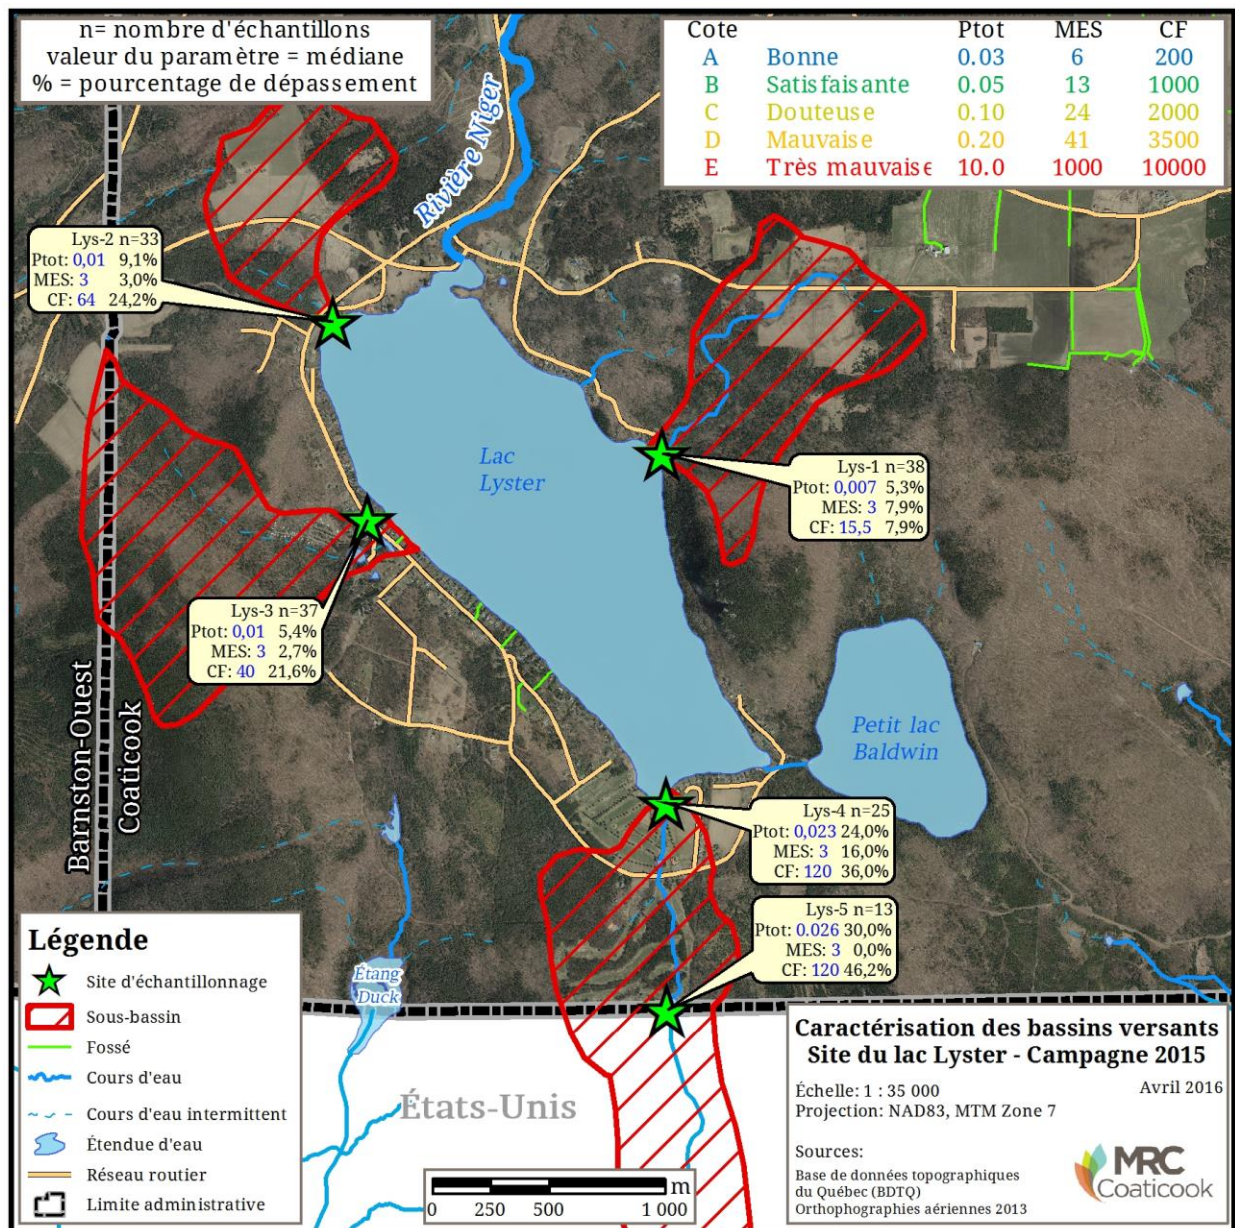 n= nombre d'échantillons
valeur du paramètre = médiane
% = pourcentage de dépassement
Cote Ptot MES CF
A Bonne 0.03 6 200
B Satisfaisante 0.05 13 1000
C Douteuse 0.10 24 2000
D Mauvaise 0.20 41 3500
E Très mauvaise 10.0 1000 10000
Rivière Niger
Lys-2 n=33
Ptot: 0,01 9,1%
MES: 3 3,0%
CF: 64 24,2%
Lac
Lyster
Lys-1 n=38
Ptot: 0,007 5,3%
MES: 3 7,9%
CF: 15,5 7,9%
Lys-3 n=37
Ptot: 0,01 5,4%
MES: 3 2,7%
CF: 40 21,6%
Barnston-Ouest
Coaticook
Petit lac
Baldwin
Lys-4 n=25
Ptot: 0,023 24,0%
MES: 3 16,0%
CF: 120 36,0%
Lys-5 n=13
Ptot: 0.026 30,0%
MES: 3 0,0%
CF: 120 46,2%
Étang
Duck
États-Unis
Légende
Site d'échantillonnage
Sous-bassin
Fossé
Cours d'eau
Cours d'eau intermittent
Étendue d'eau
Réseau routier
Limite administrative
m
0 250 500 1 000
Caractérisation des bassins versants
Site du lac Lyster - Campagne 2015
Échelle: 1 : 35 000 Avril 2016
Projection: NAD83, MTM Zone 7
Sources:
Base de données topographiques
du Québec (BDTQ)
Orthophographies aériennes 2013
MRC
Coaticook